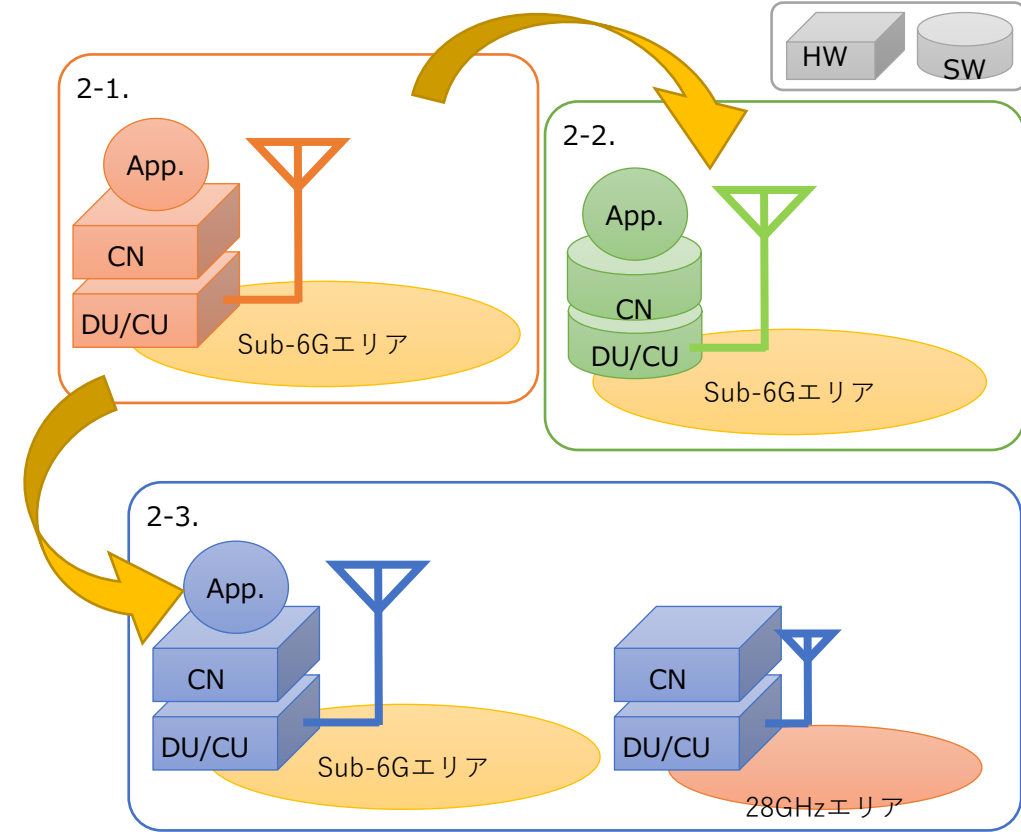 HW
SW
2-1.
App.
CN
DU/CU
Sub-6Gエリア
2-2.
App.
CN
DU/CU
Sub-6Gエリア
2-3.
App.
CN
DU/CU
Sub-6Gエリア
CN
DU/CU
28GHzエリア